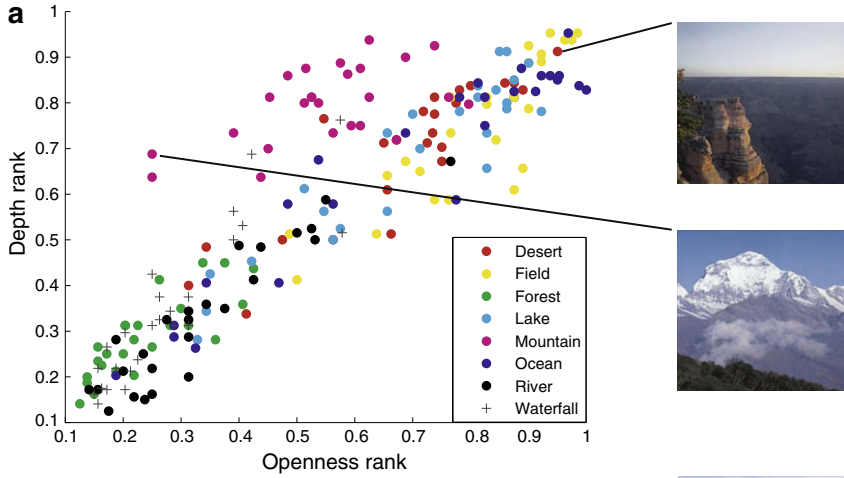 a
1
0.9
0.8
0.7
0.6
0.5
0.4
0.3
0.2
0.1
Depth rank
0.1 0.2 0.3 0.4 0.5 0.6 0.7 0.8 0.9 1
Openness rank
Desert
Field
Forest
Lake
Mountain
Ocean
River
Waterfall